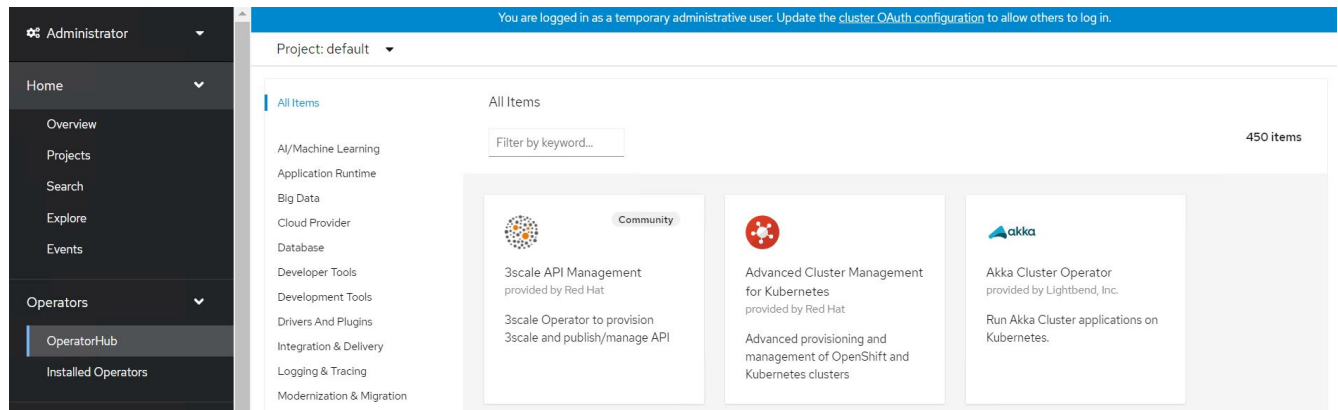 You are logged in as a temporary administrative user. Update the cluster OAuth configuration to allow others to log in.
Administrator
Project: default
Home
Overview
Projects
Search
Explore
Events
Operators
OperatorHub
Installed Operators
All Items
AI/Machine Learning
Application Runtime
Big Data
Cloud Provider
Database
Developer Tools
Development Tools
Drivers And Plugins
Integration & Delivery
Logging & Tracing
Modernization & Migration
All Items
Filter by keyword...
450 items
Community
3scale API Management
provided by Red Hat
3scale Operator to provision
3scale and publish/manage API
Advanced Cluster Management
for Kubernetes
provided by Red Hat
Advanced provisioning and
management of OpenShift and
Kubernetes clusters
akka
Akka Cluster Operator
provided by Lightbend, Inc.
Run Akka Cluster applications on
Kubernetes.